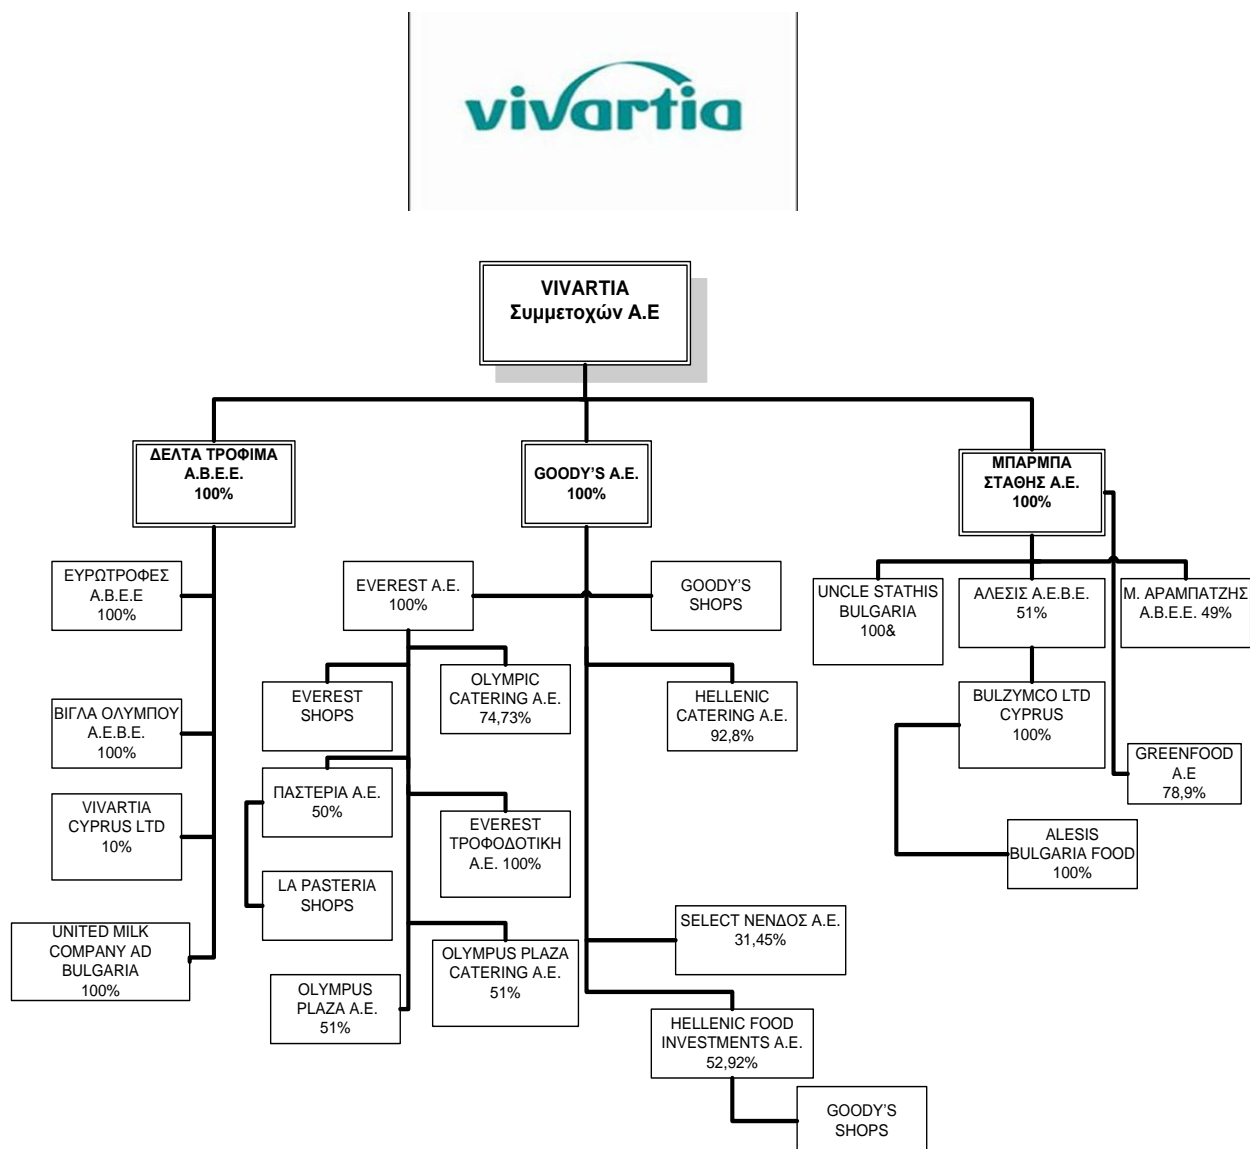 vivartia
VIVARTIA
Συμμετοχών Α.Ε
ΔΕΛΤΑ ΤΡΟΦΙΜΑ
Α.Β.Ε.Ε.
100%
GOODY'S A.E.
100%
ΜΠΑΡΜΠΑ
ΣΤΑΘΗΣ Α.Ε.
100%
ΕΥΡΩΤΡΟΦΕΣ
Α.Β.Ε.Ε
100%
ΒΙΓΛΑ ΟΛΥΜΠΟΥ
Α.Ε.Β.Ε.
100%
VIVARTIA
CYPRUS LTD
10%
UNITED MILK
COMPANY AD
BULGARIA
100%
EVEREST A.E.
100%
GOODY'S
SHOPS
EVEREST
SHOPS
OLYMPIC
CATERING A.E.
74,73%
HELLENIC
CATERING A.E.
92,8%
ΠΑΣΤΕΡΙΑ Α.Ε.
50%
EVEREST
ΤΡΟΦΟΔΟΤΙΚΗ
Α.Ε. 100%
LA PASTERIA
SHOPS
OLYMPUS
PLAZA A.E.
51%
OLYMPUS PLAZA
CATERING A.E.
51%
SELECT ΝΕΝΔΟΣ Α.Ε.
31,45%
HELLENIC FOOD
INVESTMENTS A.E.
52,92%
GOODY'S
SHOPS
UNCLE STATHIS
BULGARIA
100&
ΑΛΕΣΙΣ Α.Ε.Β.Ε.
51%
Μ. ΑΡΑΜΠΑΤΖΗΣ
Α.Β.Ε.Ε. 49%
BULZYMCO LTD
CYPRUS
100%
GREENFOOD
A.E
78,9%
ALESIS
BULGARIA FOOD
100%